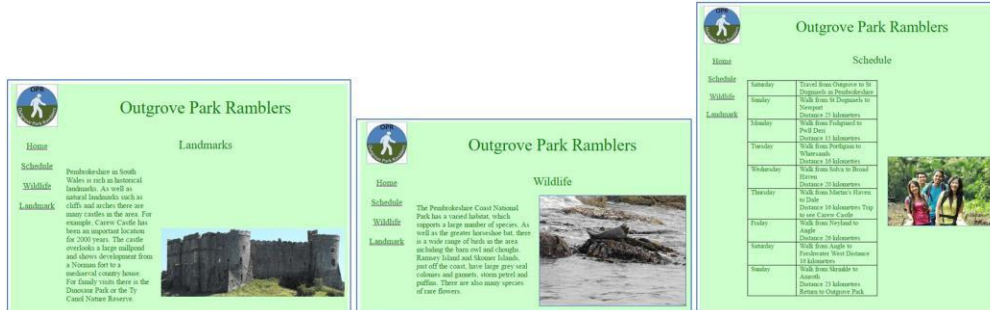 OPR
Outgrove Park Ramblers
Outgrove Park Ramblers
Home
Schedule
Wildlife
Landmark
Landmarks
Pembrokeshire in South
Wales is rich in historical
landmarks. As well as
natural landmarks such as
cliffs and arches there are
many castles in the area. For
example, Carew Castle has
been an important location
for 2000 years. The castle
overlooks a large millpond
and shows development from
a Norman fort to a
mediaeval country house.
For family visits there is the
Dinosaur Park or the Ty
Canol Nature Reserve.
OPR
Outgrove Park Ramblers
Outgrove Park Ramblers
Home
Schedule
Wildlife
Landmark
Wildlife
The Pembrokeshire Coast National
Park has a varied habitat, which
supports a large number of species. As
well as the greater horseshoe bat, there
is a wide range of birds in the area
including the barn owl and choughs.
Ramsey Island and Skomer Islands,
just off the coast, have large grey seal
colonies and gannets, storm petrel and
puffins. There are also many species
of rare flowers.
OPR
Outgrove Park Ramblers
Outgrove Park Ramblers
Home
Schedule
Wildlife
Landmark
Schedule
Saturday Travel from Outgrove to St
Dogmaels in Pembrokeshire
Sunday Walk from St Dogmaels to
Newport
Distance 25 kilometres
Monday Walk from Fishguard to
Pwll Deri
Distance 15 kilometres
Tuesday Walk from Porthgain to
Whitesands
Distance 16 kilometres
Wednesday Walk from Solva to Broad
Haven
Distance 20 kilometres
Thursday Walk from Martin's Haven
to Dale
Distance 16 kilometres Trip
to see Carew Castle
Friday Walk from Neyland to
Angle
Distance 26 kilometres
Saturday Walk from Angle to
Freshwater West Distance
16 kilometres
Sunday Walk from Skrinkle to
Amroth
Distance 23 kilometres
Return to Outgrove Park